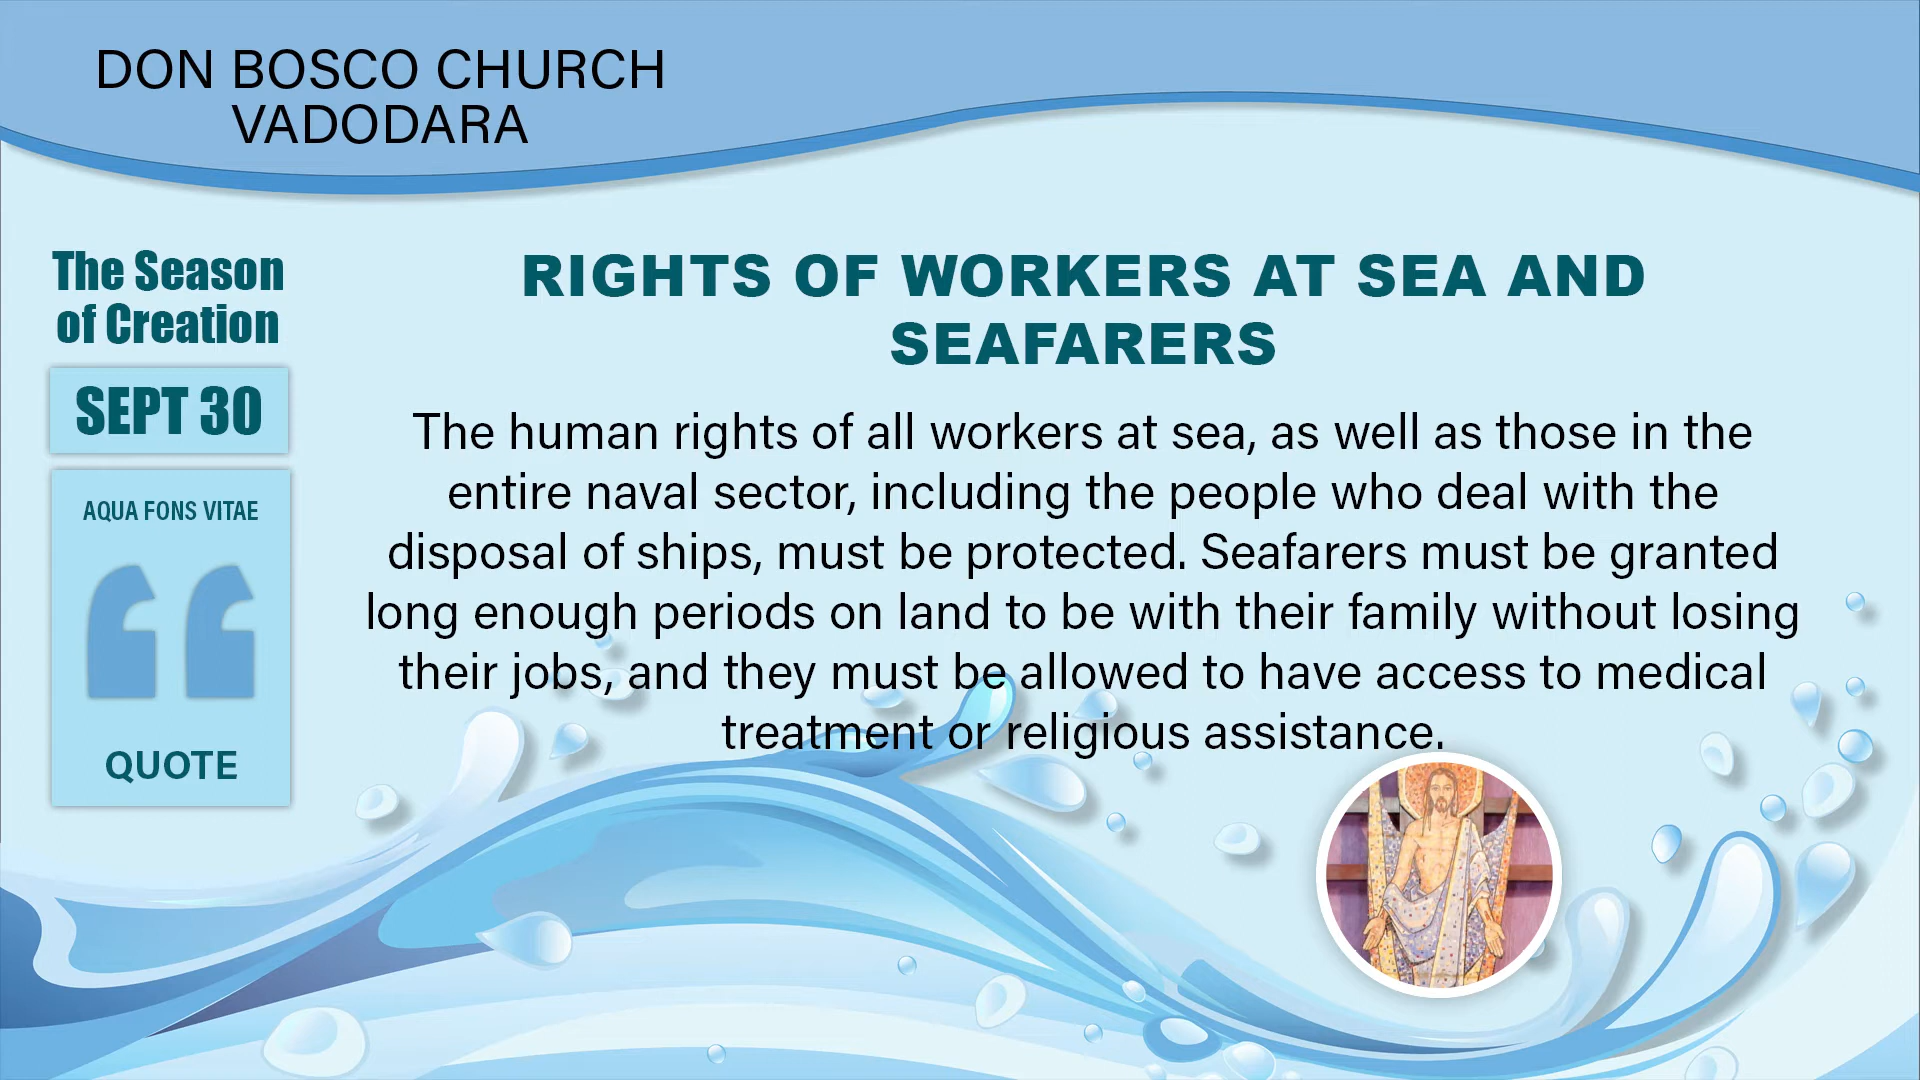 DON BOSCO CHURCH
VADODARA
The Season
of Creation
SEPT 30
AQUA FONS VITAE
“
QUOTE
RIGHTS OF WORKERS AT SEA AND
SEAFARERS
The human rights of all workers at sea, as well as those in the
entire naval sector, including the people who deal with the
disposal of ships, must be protected. Seafarers must be granted
long enough periods on land to be with their family without losing
their jobs, and they must be allowed to have access to medical
treatment or religious assistance.